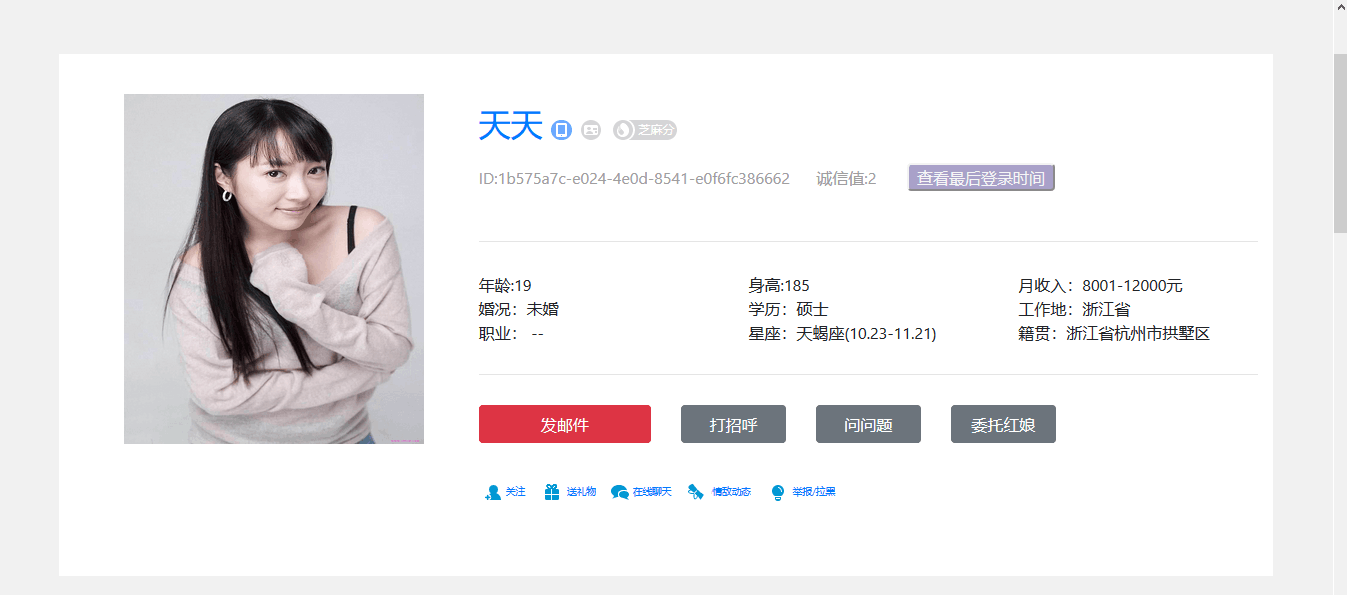 天天 芝麻分
ID:1b575a7c-e024-4e0d-8541-e0f6fc386662 诚信值:2 查看最后登录时间
年龄:19 身高:185 月收入：8001-12000元
婚况：未婚 学历：硕士 工作地：浙江省
职业： -- 星座：天蝎座(10.23-11.21) 籍贯：浙江省杭州市拱墅区
发邮件 打招呼 问问题 委托红娘
关注 送礼物 在线聊天 情敌动态 举报/拉黑